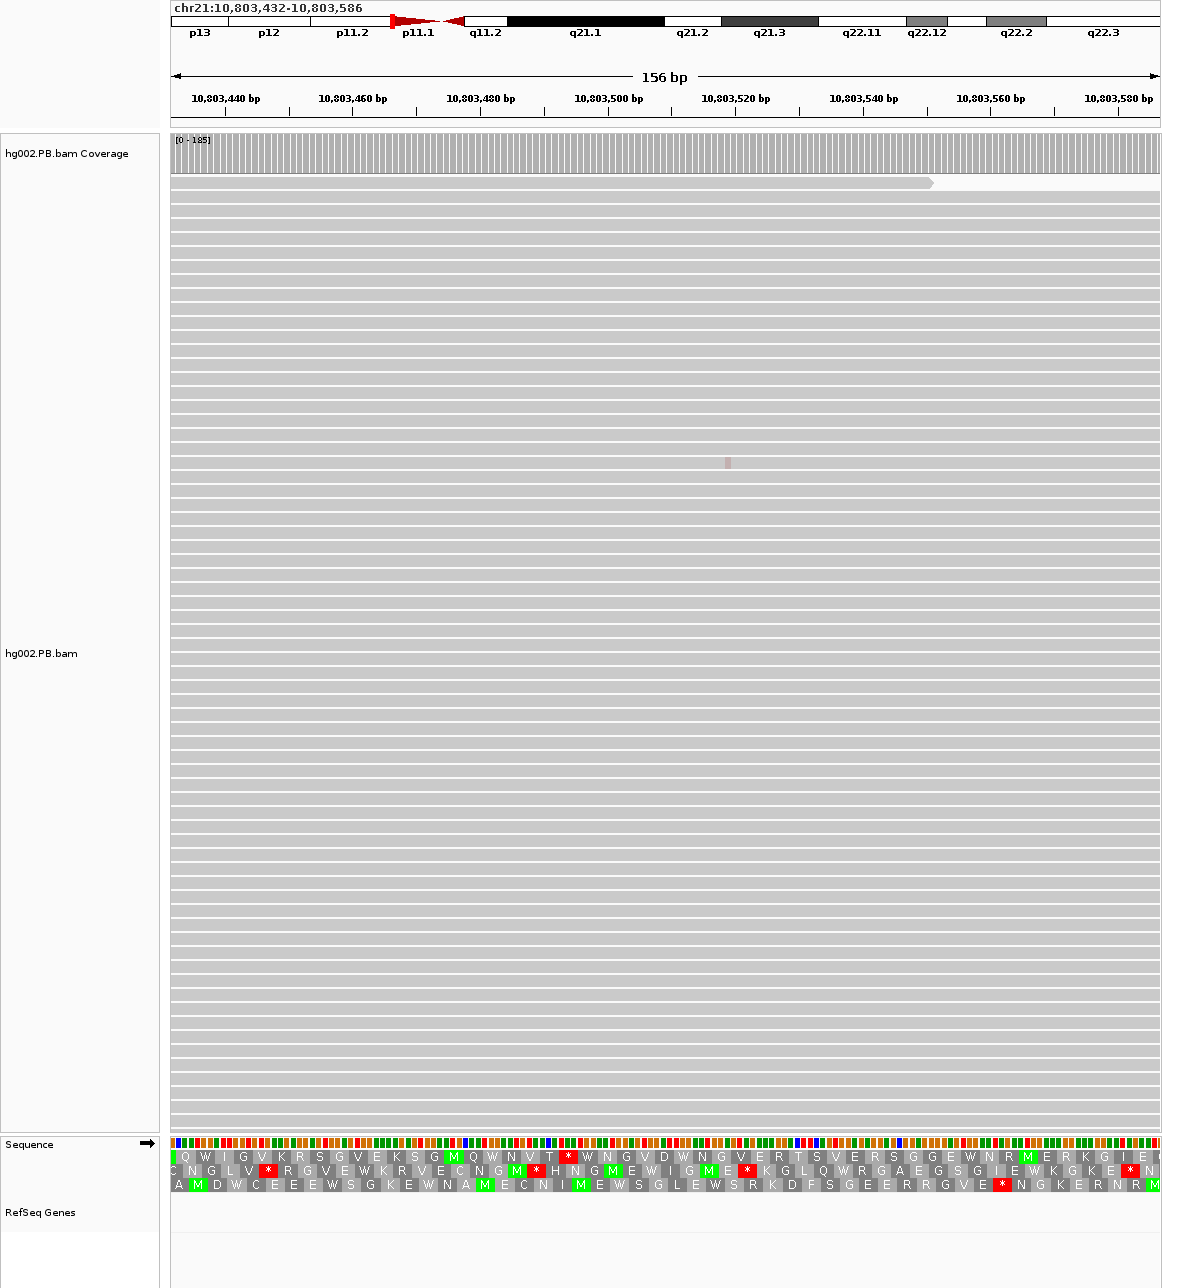 chr21:10,803,432-10,803,586
p13 p12 p11.2 p11.1 q11.2 q21.1 q21.2 q21.3 q22.11 q22.12 q22.2 q22.3
156 bp
10,803,440 bp 10,803,460 bp 10,803,480 bp 10,803,500 bp 10,803,520 bp 10,803,540 bp 10,803,560 bp 10,803,580 bp
[0 - 185]
hg002.PB.bam Coverage
hg002.PB.bam
Sequence
Q W I G V K R S G V E K S G M Q W N V T * W N G V D W N G V E R T S V E R S G G E W N R M E R K G I E
C N G L V * R G V E W K R V E C N G M * H N G M E W I G M E * K G L Q W R G A E G S G I E W K G K E * N
A M D W C E E E W S G K E W N A M E C N I M E W S G L E W S R K D F S G E E R R G V E * N G K E R N R M
RefSeq Genes